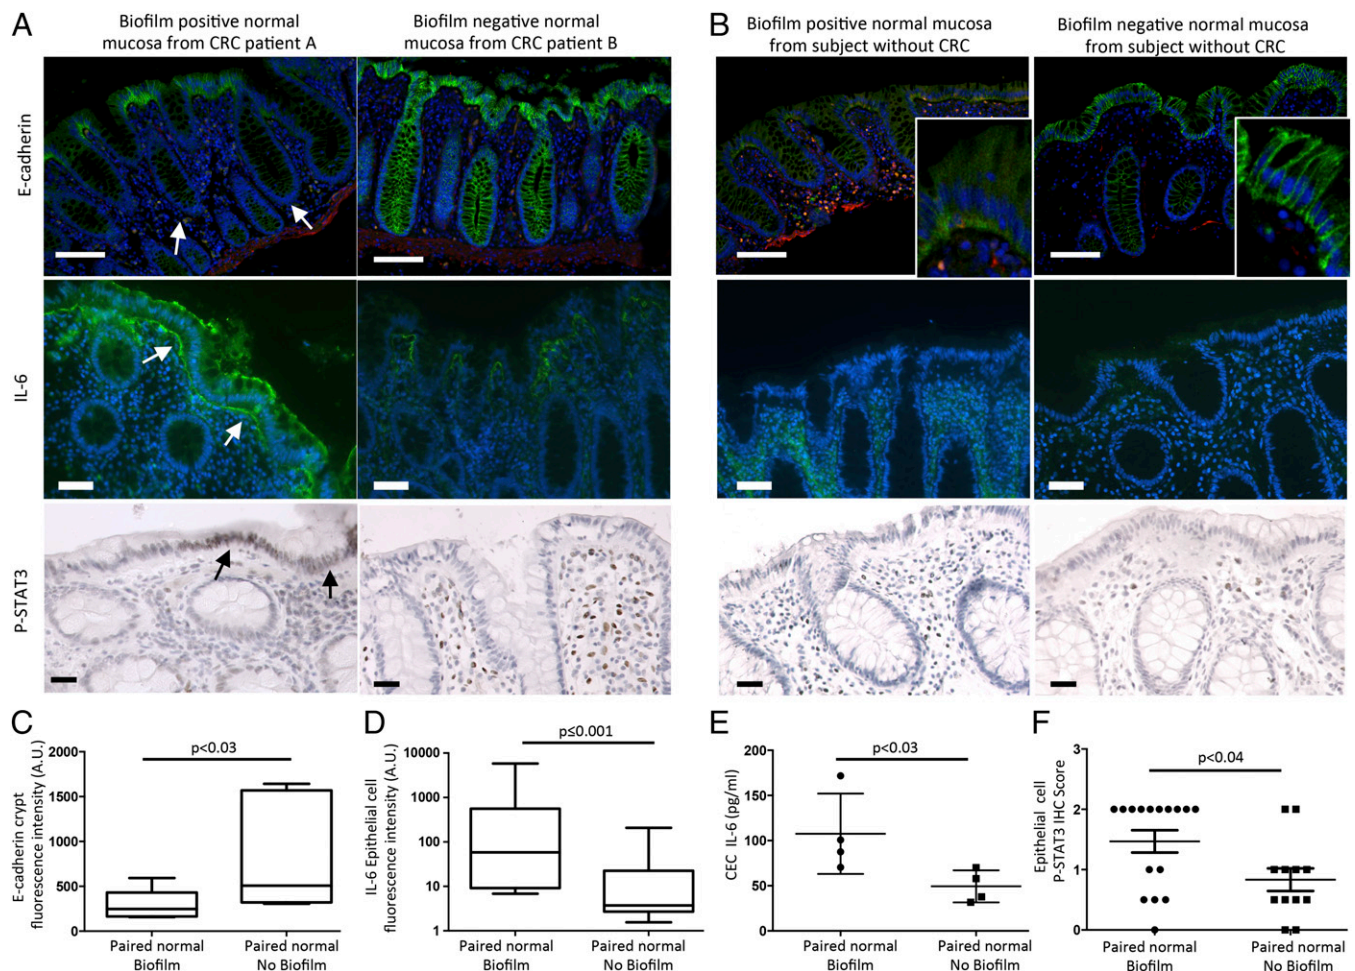 A
Biofilm positive normal
mucosa from CRC patient A
Biofilm negative normal
mucosa from CRC patient B
B
Biofilm positive normal mucosa
from subject without CRC
Biofilm negative normal mucosa
from subject without CRC
E-cadherin
IL-6
P-STAT3
C
E-cadherin crypt
fluorescence intensity (A.U.)
2000
1500
1000
500
0
p<0.03
Paired normal
Biofilm
Paired normal
No Biofilm
D
IL-6 Epithelial cell
fluorescence intensity (A.U.)
10000
1000
100
10
1
p≤0.001
Paired normal
Biofilm
Paired normal
No Biofilm
E
CEC IL-6 (pg/ml)
200
150
100
50
0
p<0.03
Paired normal
Biofilm
Paired normal
No Biofilm
F
Epithelial cell
P-STAT3 IHC Score
3
2
1
0
p<0.04
Paired normal
Biofilm
Paired normal
No Biofilm